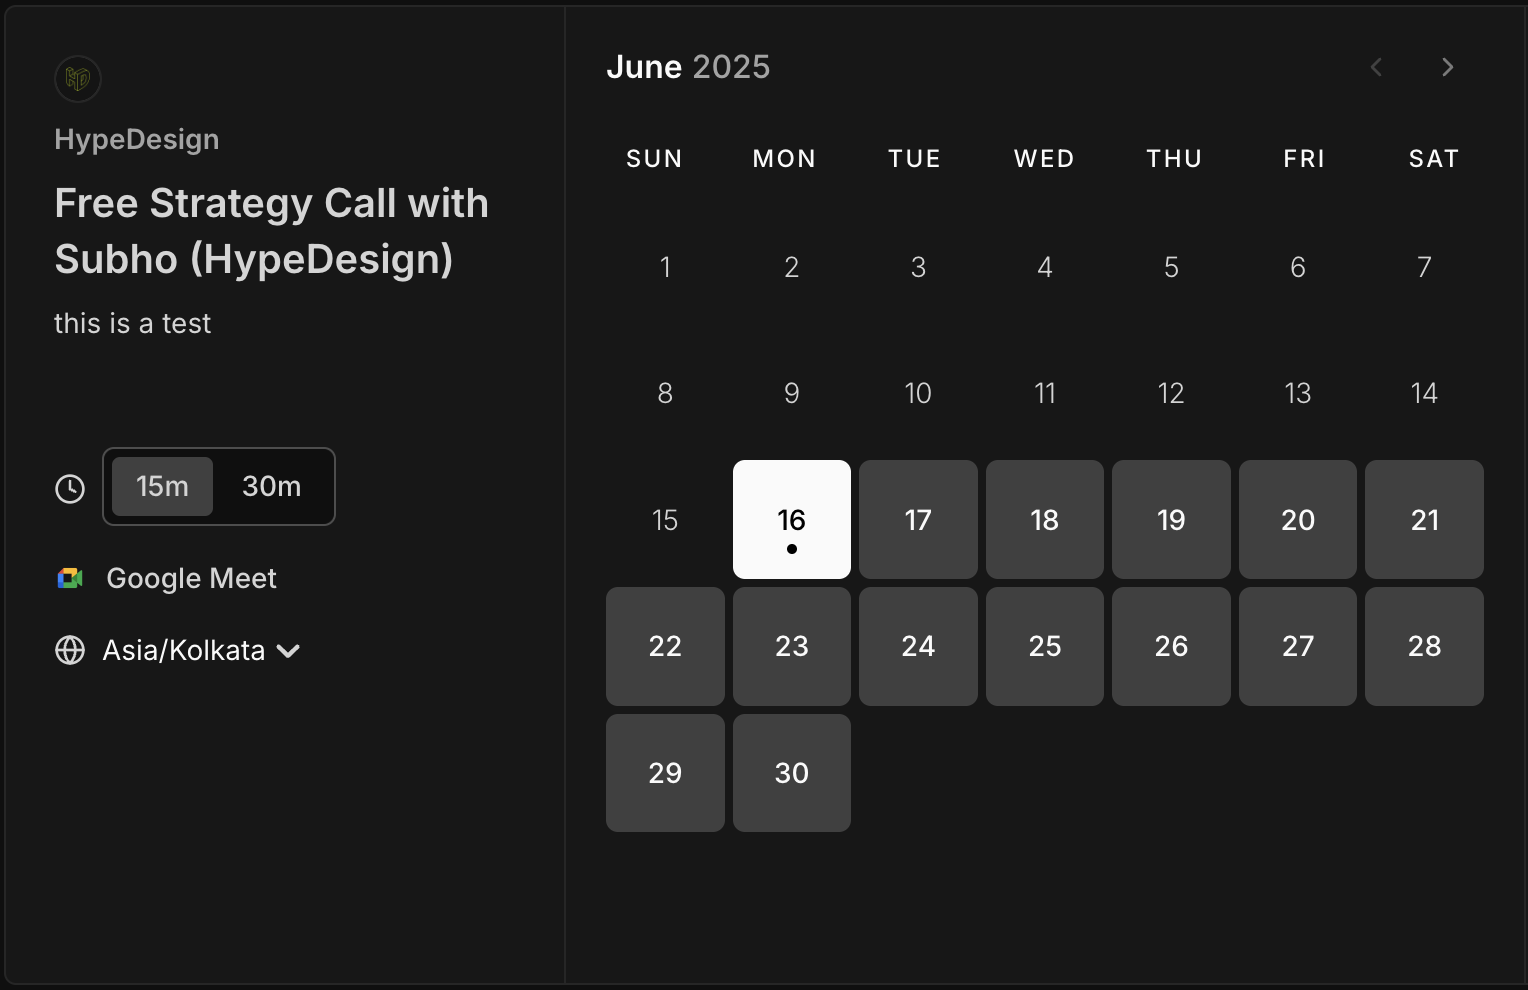 HypeDesign
Free Strategy Call with
Subho (HypeDesign)
this is a test
15m 30m
Google Meet
Asia/Kolkata
June 2025
SUN MON TUE WED THU FRI SAT
1 2 3 4 5 6 7
8 9 10 11 12 13 14
15 16 17 18 19 20 21
22 23 24 25 26 27 28
29 30